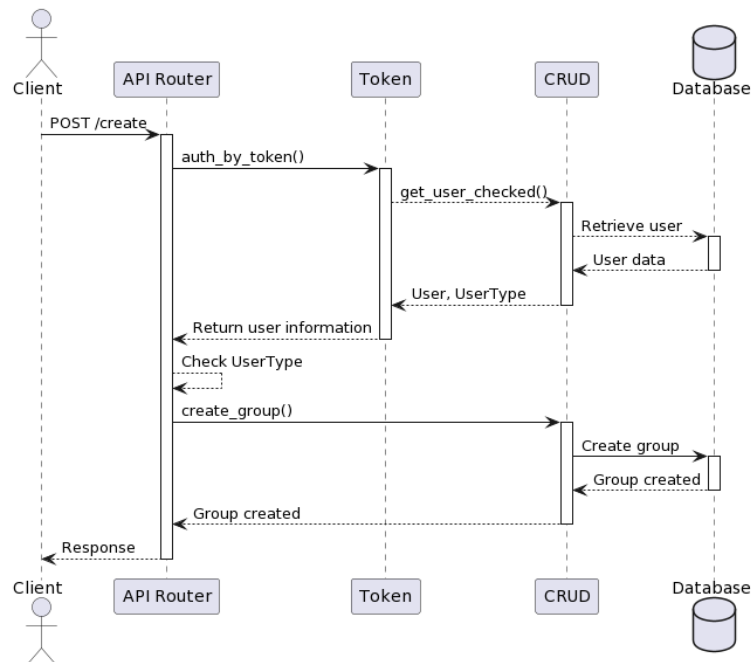 Client
API Router
Token
CRUD
Database
POST /create
auth_by_token()
get_user_checked()
Retrieve user
User data
User, UserType
Return user information
Check UserType
create_group()
Create group
Group created
Group created
Response
Client
API Router
Token
CRUD
Database